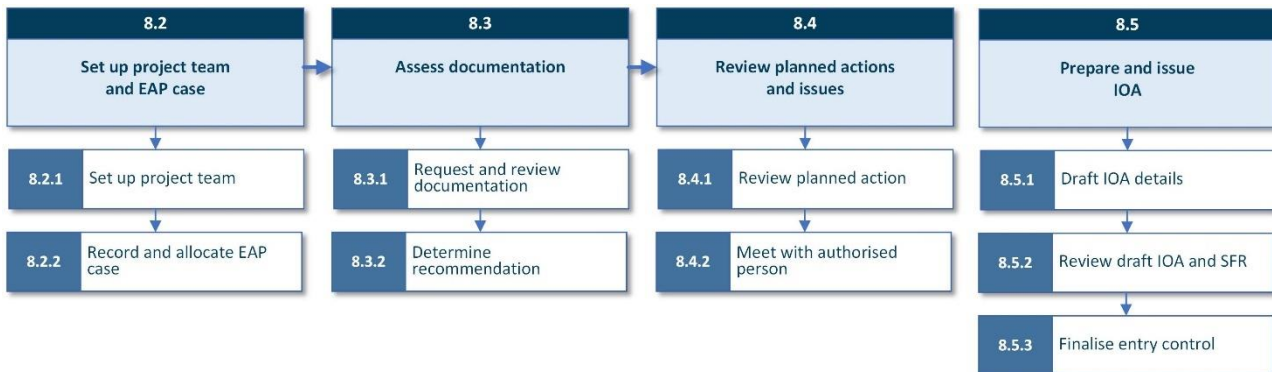 8.2
Set up project team
and EAP case
8.2.1
Set up project team
8.2.2
Record and allocate EAP
case
8.3
Assess documentation
8.3.1
Request and review
documentation
8.3.2
Determine
recommendation
8.4
Review planned actions
and issues
8.4.1
Review planned action
8.4.2
Meet with authorised
person
8.5
Prepare and issue
IOA
8.5.1
Draft IOA details
8.5.2
Review draft IOA and SFR
8.5.3
Finalise entry control